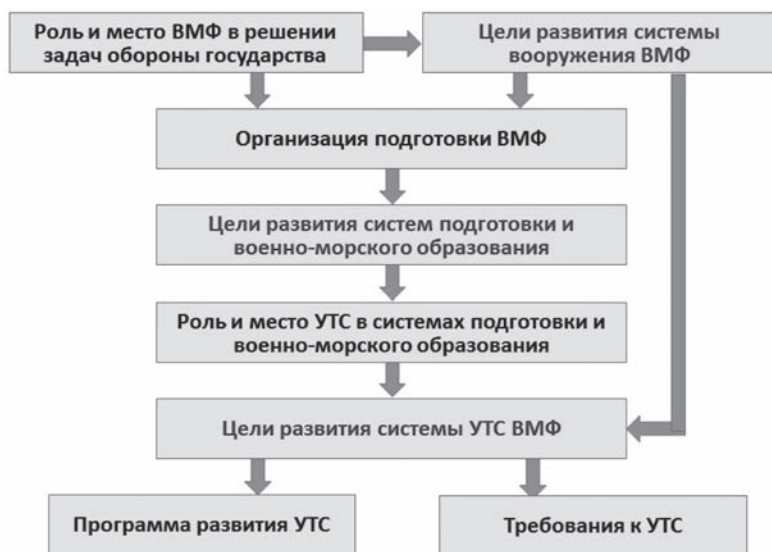 Роль и место ВМФ в решении
задач обороны государства
Цели развития системы
вооружения ВМФ
Организация подготовки ВМФ
Цели развития систем подготовки и
военно-морского образования
Роль и место УТС в системах подготовки и
военно-морского образования
Цели развития системы УТС ВМФ
Программа развития УТС
Требования к УТС